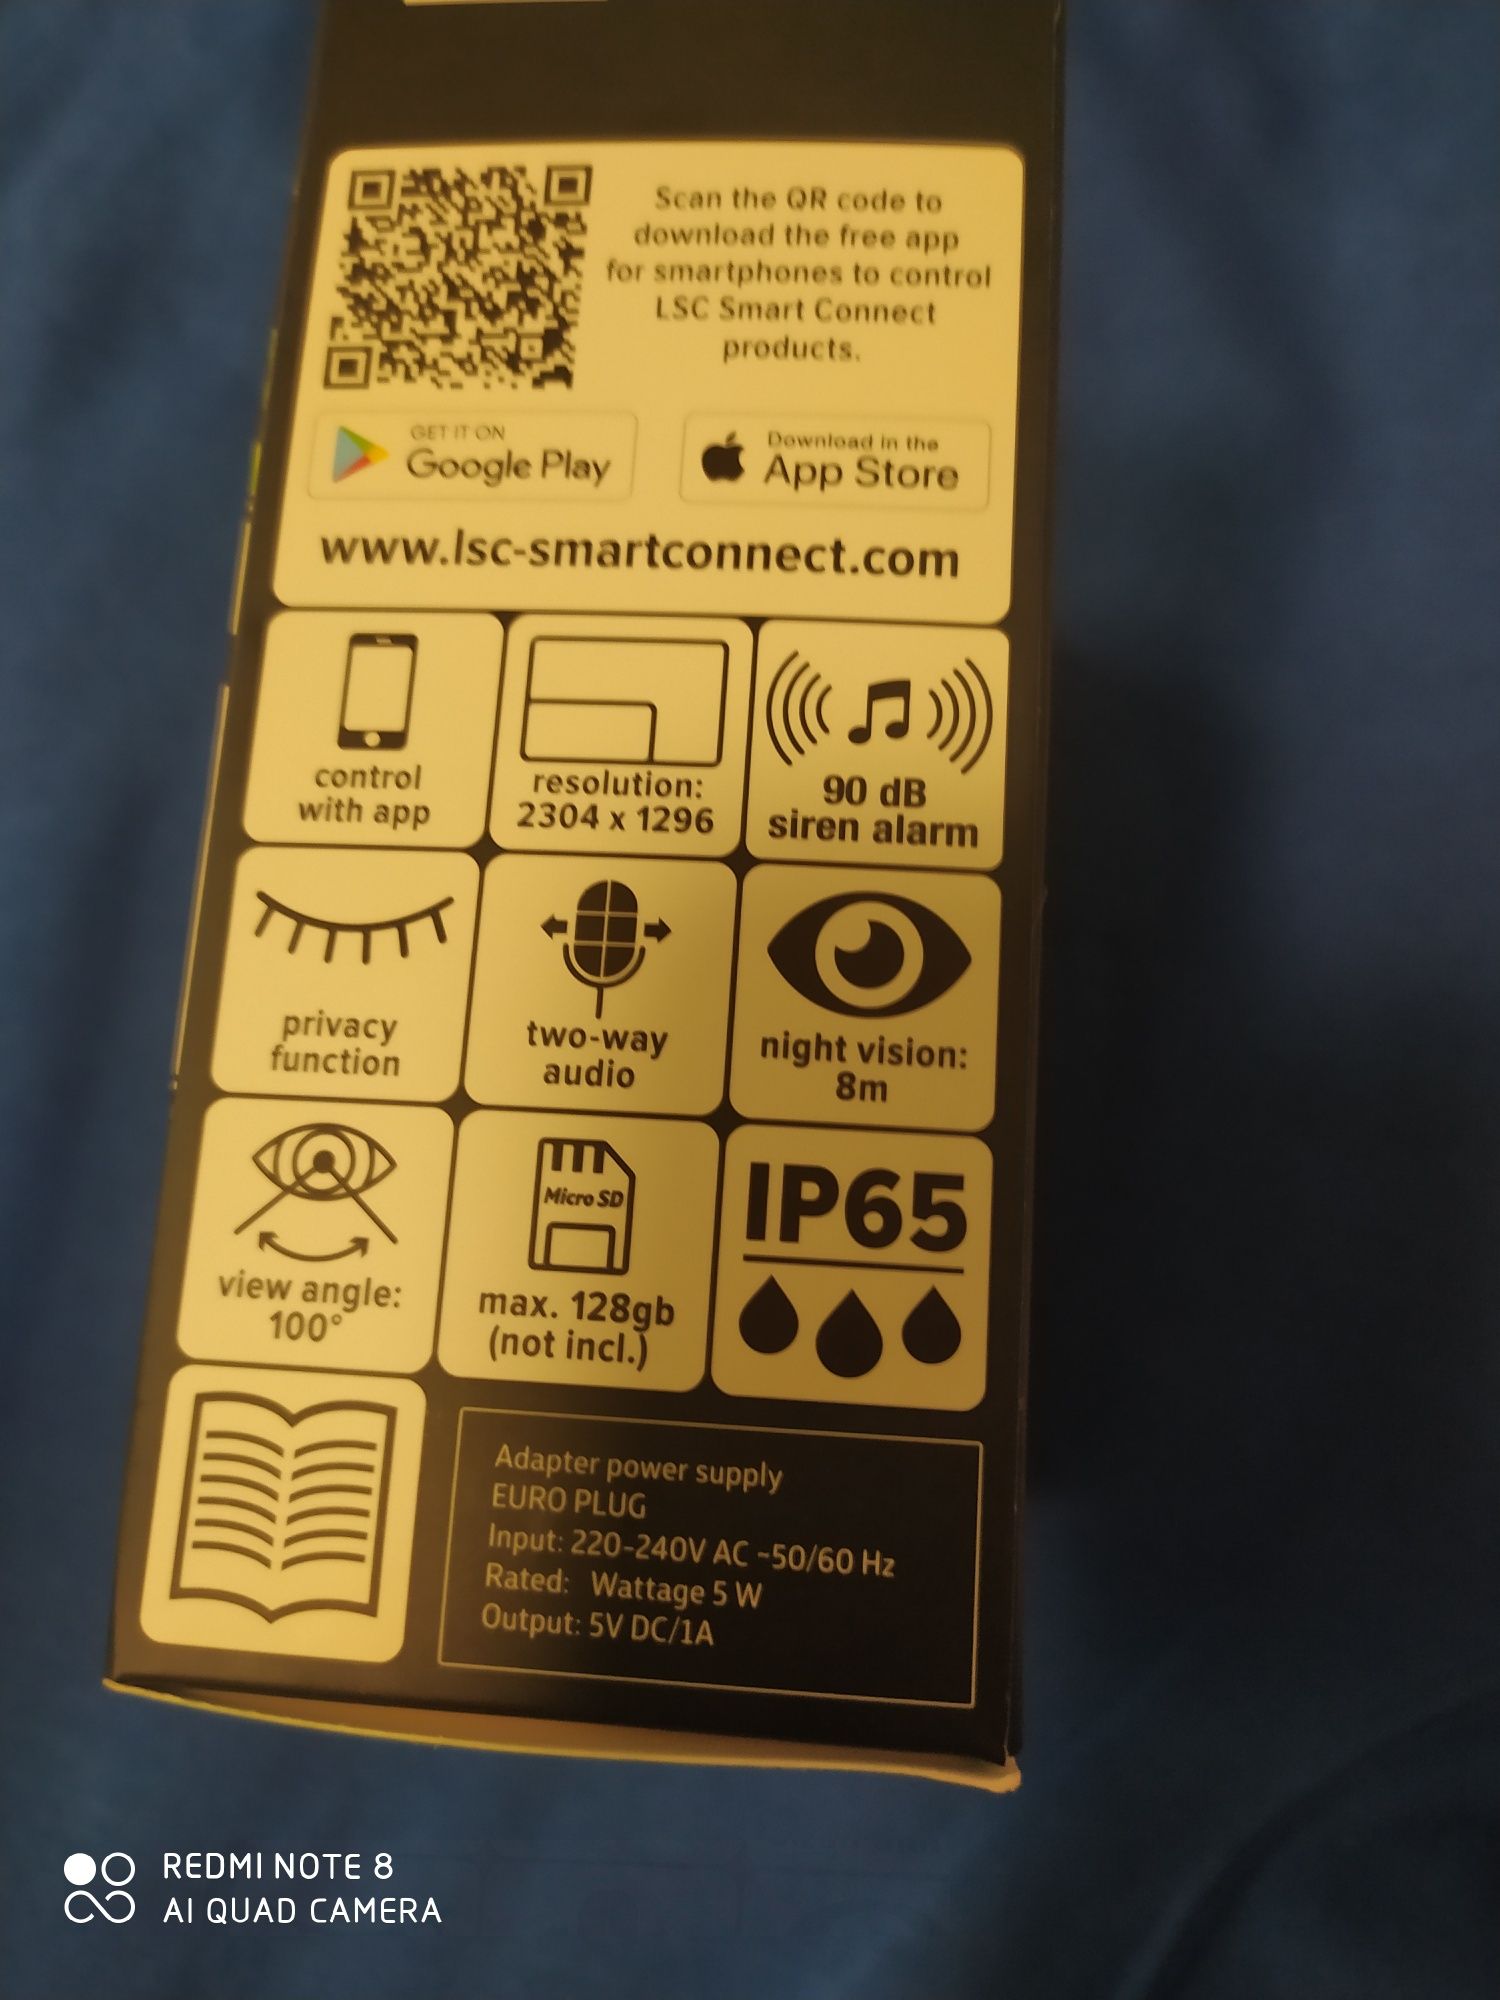 Scan the QR code to
download the free app
for smartphones to control
LSC Smart Connect
products.
GET IT ON
Google Play
Download in the
App Store
www.lsc-smartconnect.com
control
with app
resolution:
2304 x 1296
90 dB
siren alarm
privacy
function
two-way
audio
night vision:
8m
view angle:
100°
Micro SD
max. 128gb
(not incl.)
IP65
Adapter power supply
EURO PLUG
Input: 220-240V AC ~50/60 Hz
Rated: Wattage 5 W
Output: 5V DC/1A
REDMI NOTE 8
AI QUAD CAMERA